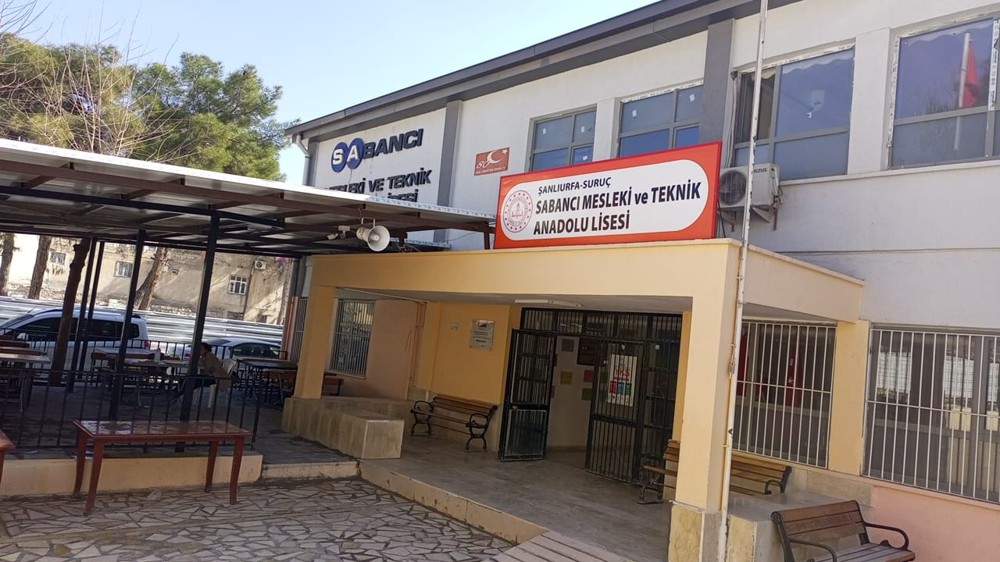 SABANCI
MESLEKİ VE TEKNİK
LİSESİ
ŞANLIURFA-SURUÇ
SABANCI MESLEKİ ve TEKNİK
ANADOLU LİSESİ